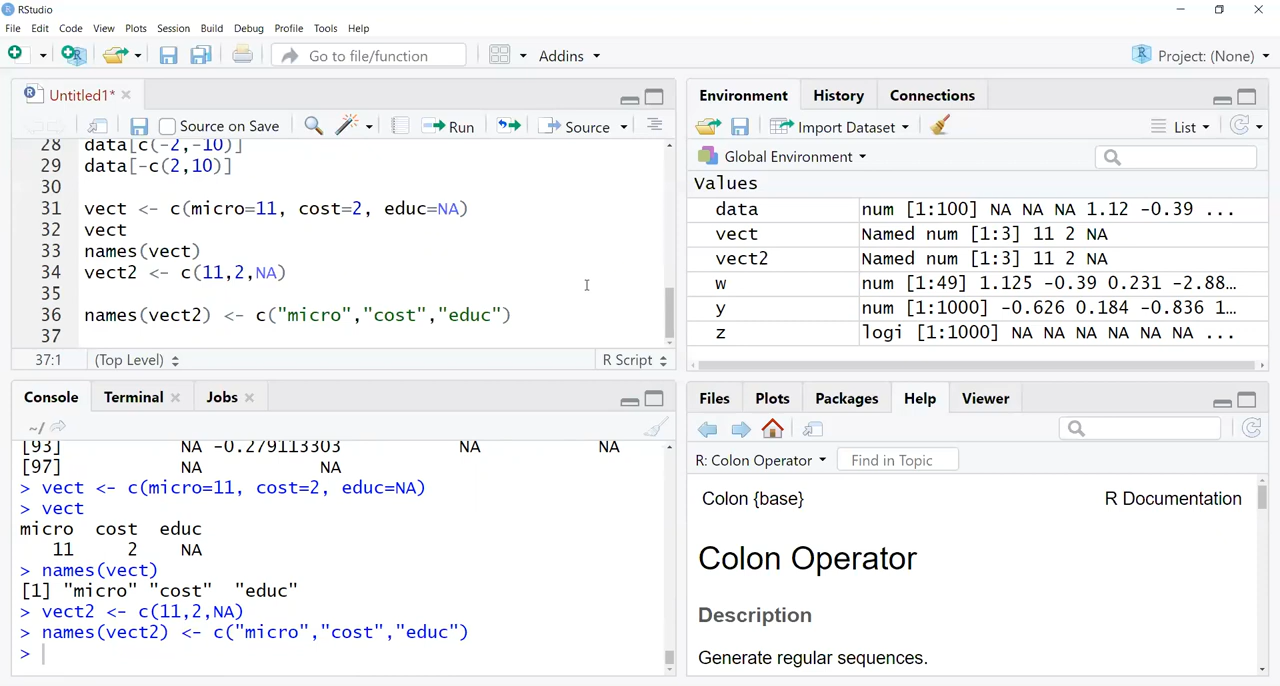 RStudio
File Edit Code View Plots Session Build Debug Profile Tools Help
Go to file/function
Addins
Project: (None)
Untitled1*
Source on Save
Run
Source
28 data[c(-2,-10)]
29 data[-c(2,10)]
30
31 vect <- c(micro=11, cost=2, educ=NA)
32 vect
33 names(vect)
34 vect2 <- c(11,2,NA)
35
36 names(vect2) <- c("micro","cost","educ")
37
37:1 (Top Level) R Script
Console Terminal Jobs
~/
[93] NA -0.279113303 NA NA
[97] NA NA
> vect <- c(micro=11, cost=2, educ=NA)
> vect
micro cost educ
11 2 NA
> names(vect)
[1] "micro" "cost" "educ"
> vect2 <- c(11,2,NA)
> names(vect2) <- c("micro","cost","educ")
>
Environment History Connections
Import Dataset List
Global Environment
Values
data num [1:100] NA NA NA 1.12 -0.39 ...
vect Named num [1:3] 11 2 NA
vect2 Named num [1:3] 11 2 NA
w num [1:49] 1.125 -0.39 0.231 -2.88…
y num [1:1000] -0.626 0.184 -0.836 1…
z logi [1:1000] NA NA NA NA NA NA ...
Files Plots Packages Help Viewer
R: Colon Operator Find in Topic
Colon {base} R Documentation
Colon Operator
Description
Generate regular sequences.